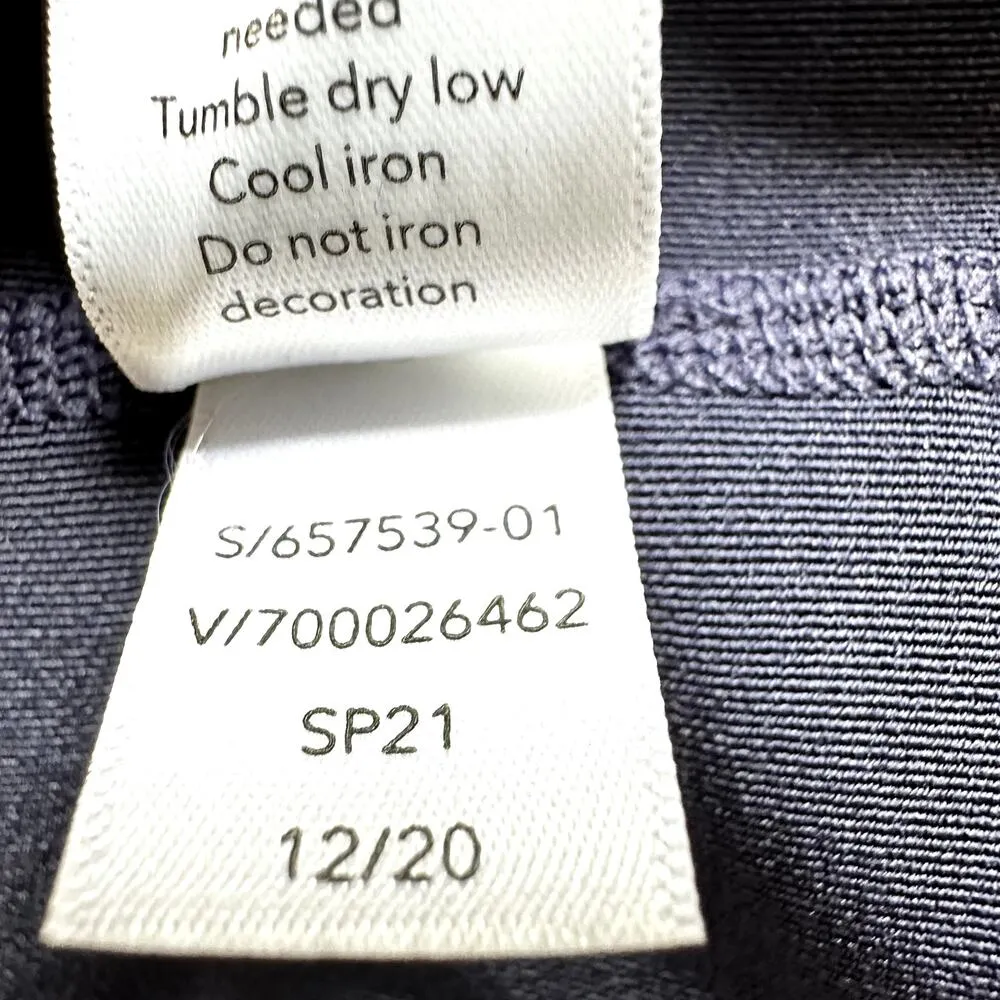 needed
Tumble dry low
Cool iron
Do not iron
decoration
S/657539-01
V/700026462
SP21
12/20